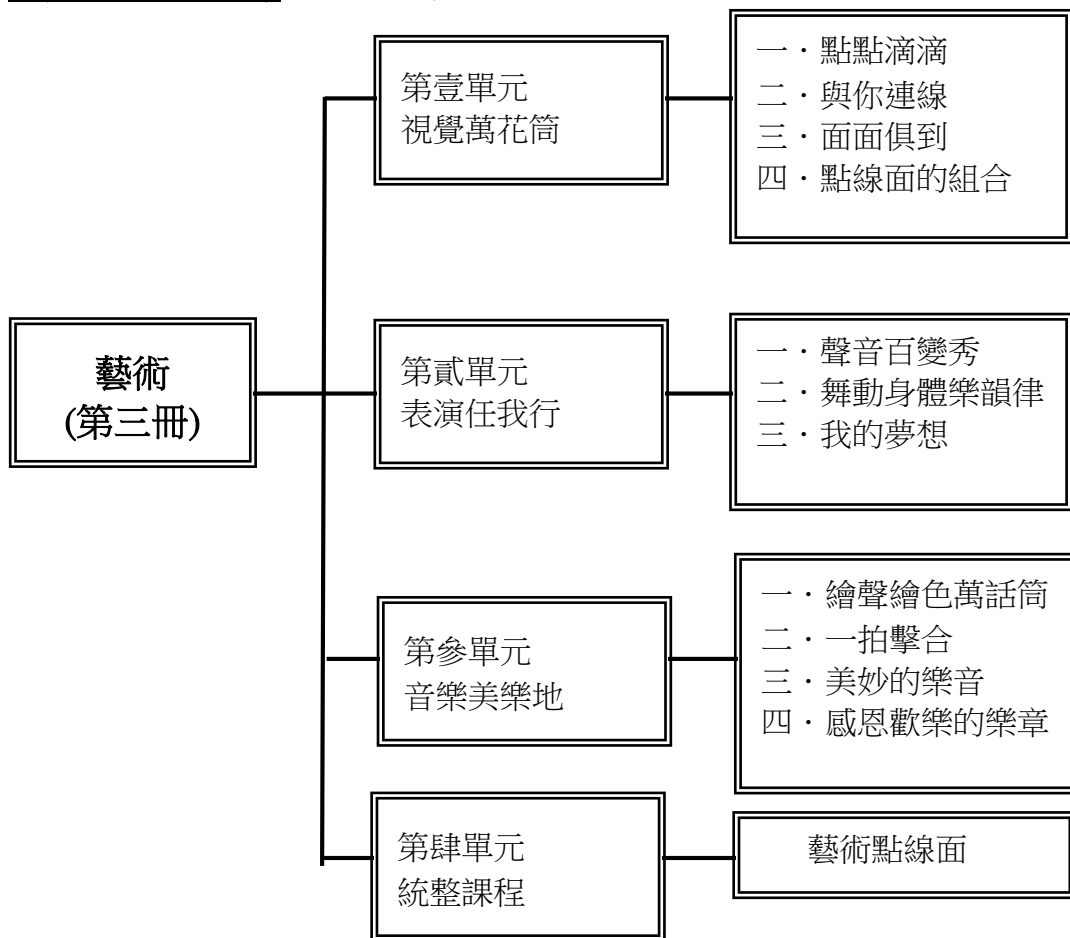 藝術
(第三冊)
第壹單元
視覺萬花筒
一．點點滴滴
二．與你連線
三．面面俱到
四．點線面的組合
第貳單元
表演任我行
一．聲音百變秀
二．舞動身體樂韻律
三．我的夢想
第參單元
音樂美樂地
一．繪聲繪色萬話筒
二．一拍擊合
三．美妙的樂音
四．感恩歡樂的樂章
第肆單元
統整課程
藝術點線面